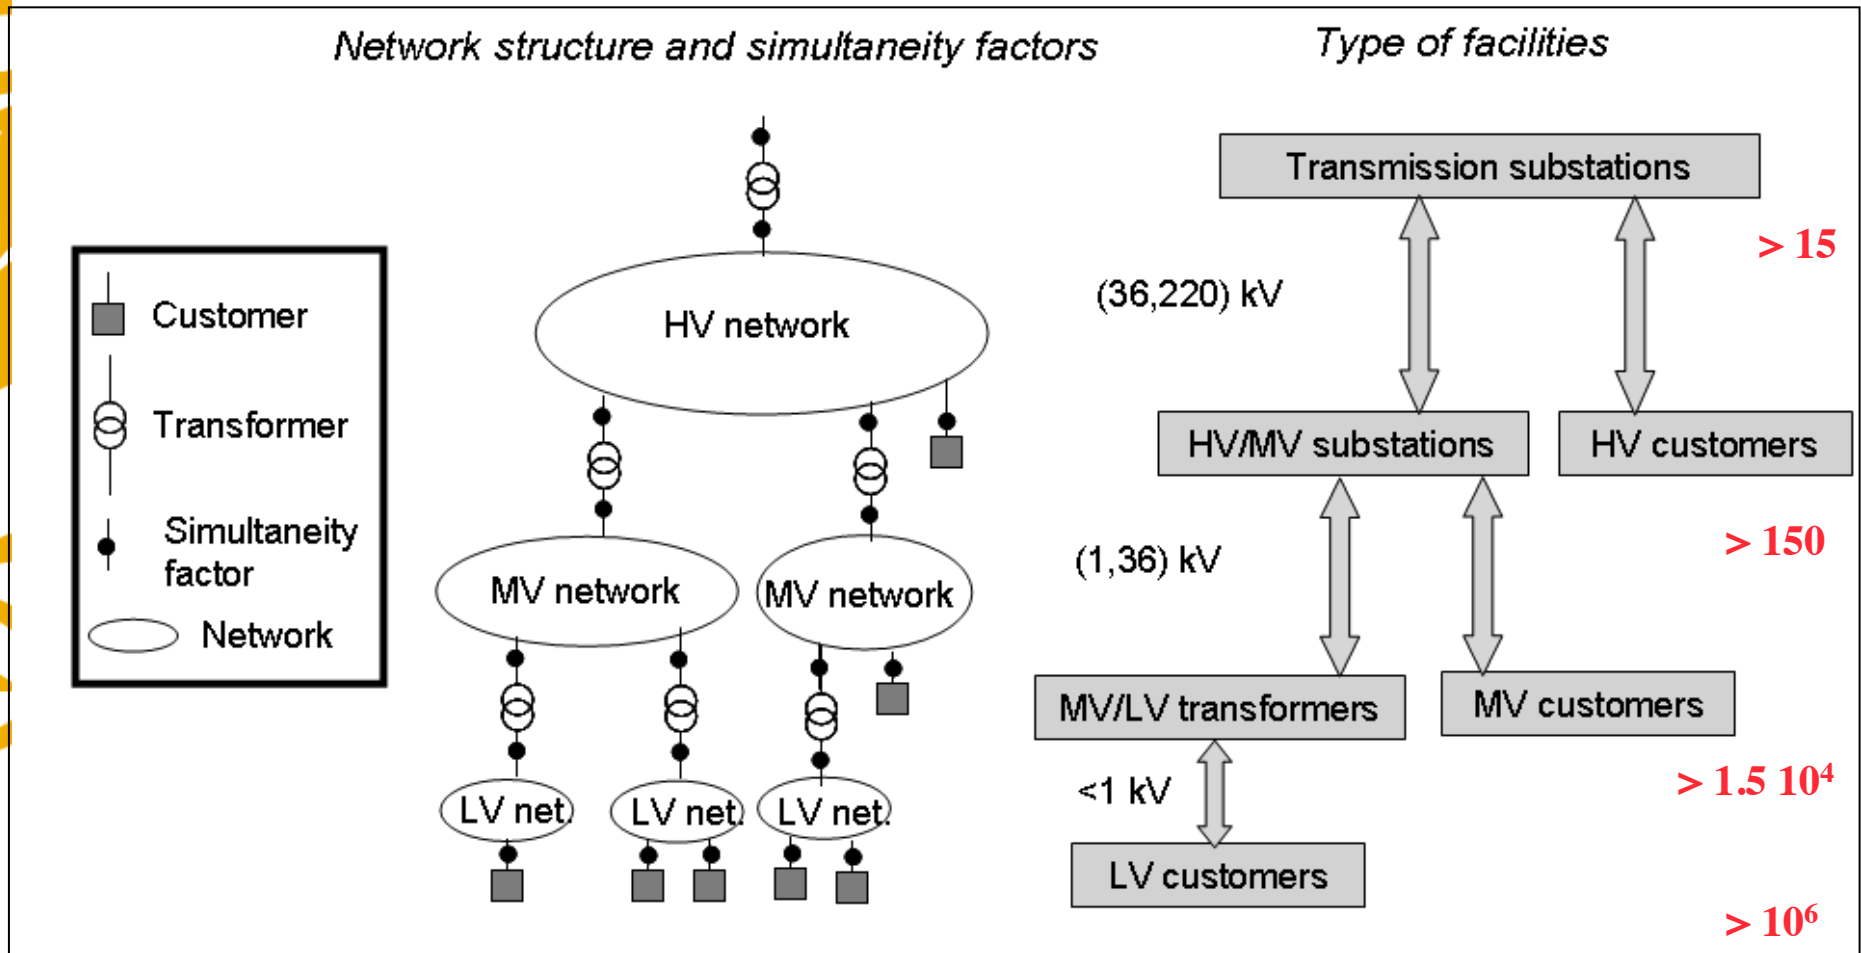 Network structure and simultaneity factors
Type of facilities
Customer
Transformer
Simultaneity
factor
Network
HV network
MV network
MV network
LV net.
LV net.
LV net.
Transmission substations
> 15
(36,220) kV
HV/MV substations
HV customers
> 150
(1,36) kV
MV/LV transformers
MV customers
> 1.5 10⁴
<1 kV
LV customers
> 10⁶